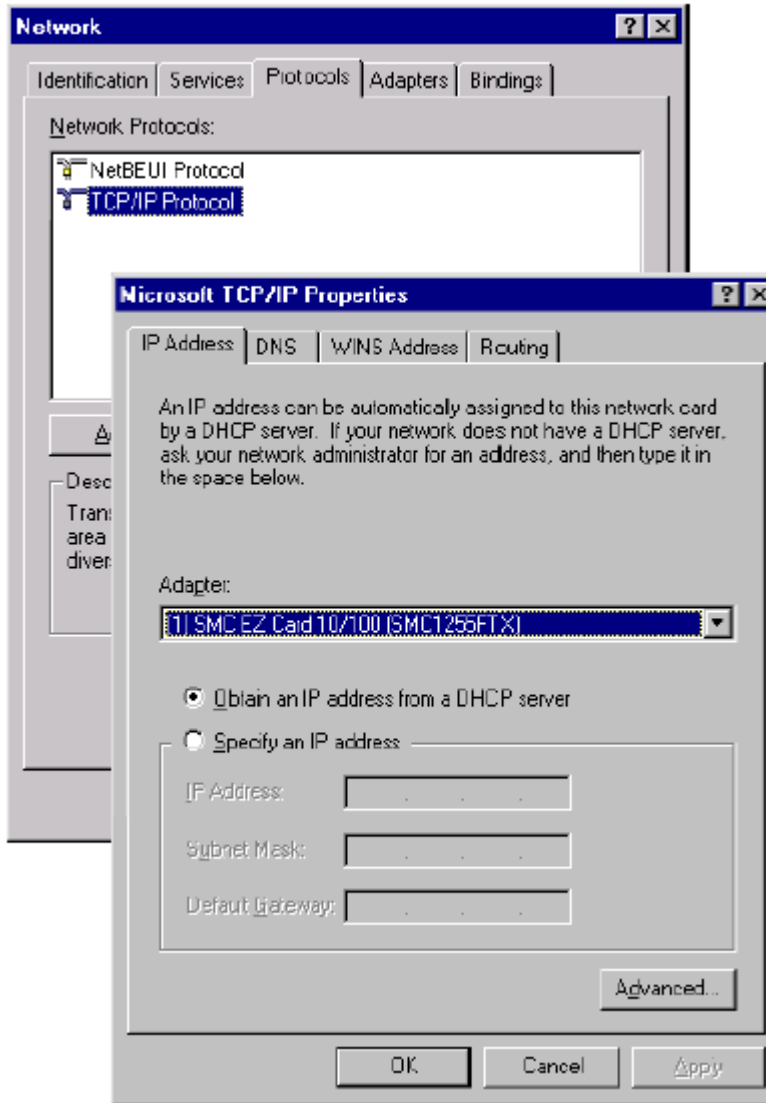 Network
Identification Services Protocols Adapters Bindings
Network Protocols:
NetBEUI Protocol
TCP/IP Protocol
Microsoft TCP/IP Properties
IP Address DNS WINS Address Routing
An IP address can be automatically assigned to this network card
by a DHCP server. If your network does not have a DHCP server,
ask your network administrator for an address, and then type it in
the space below.
A
Desc
Trans
area
diver
Adapter:
[1] SMC EZ Card 10/100 (SMC1255FTX)
Obtain an IP address from a DHCP server
Specify an IP address
IP Address:
Subnet Mask:
Default Gateway:
Advanced...
OK Cancel Apply